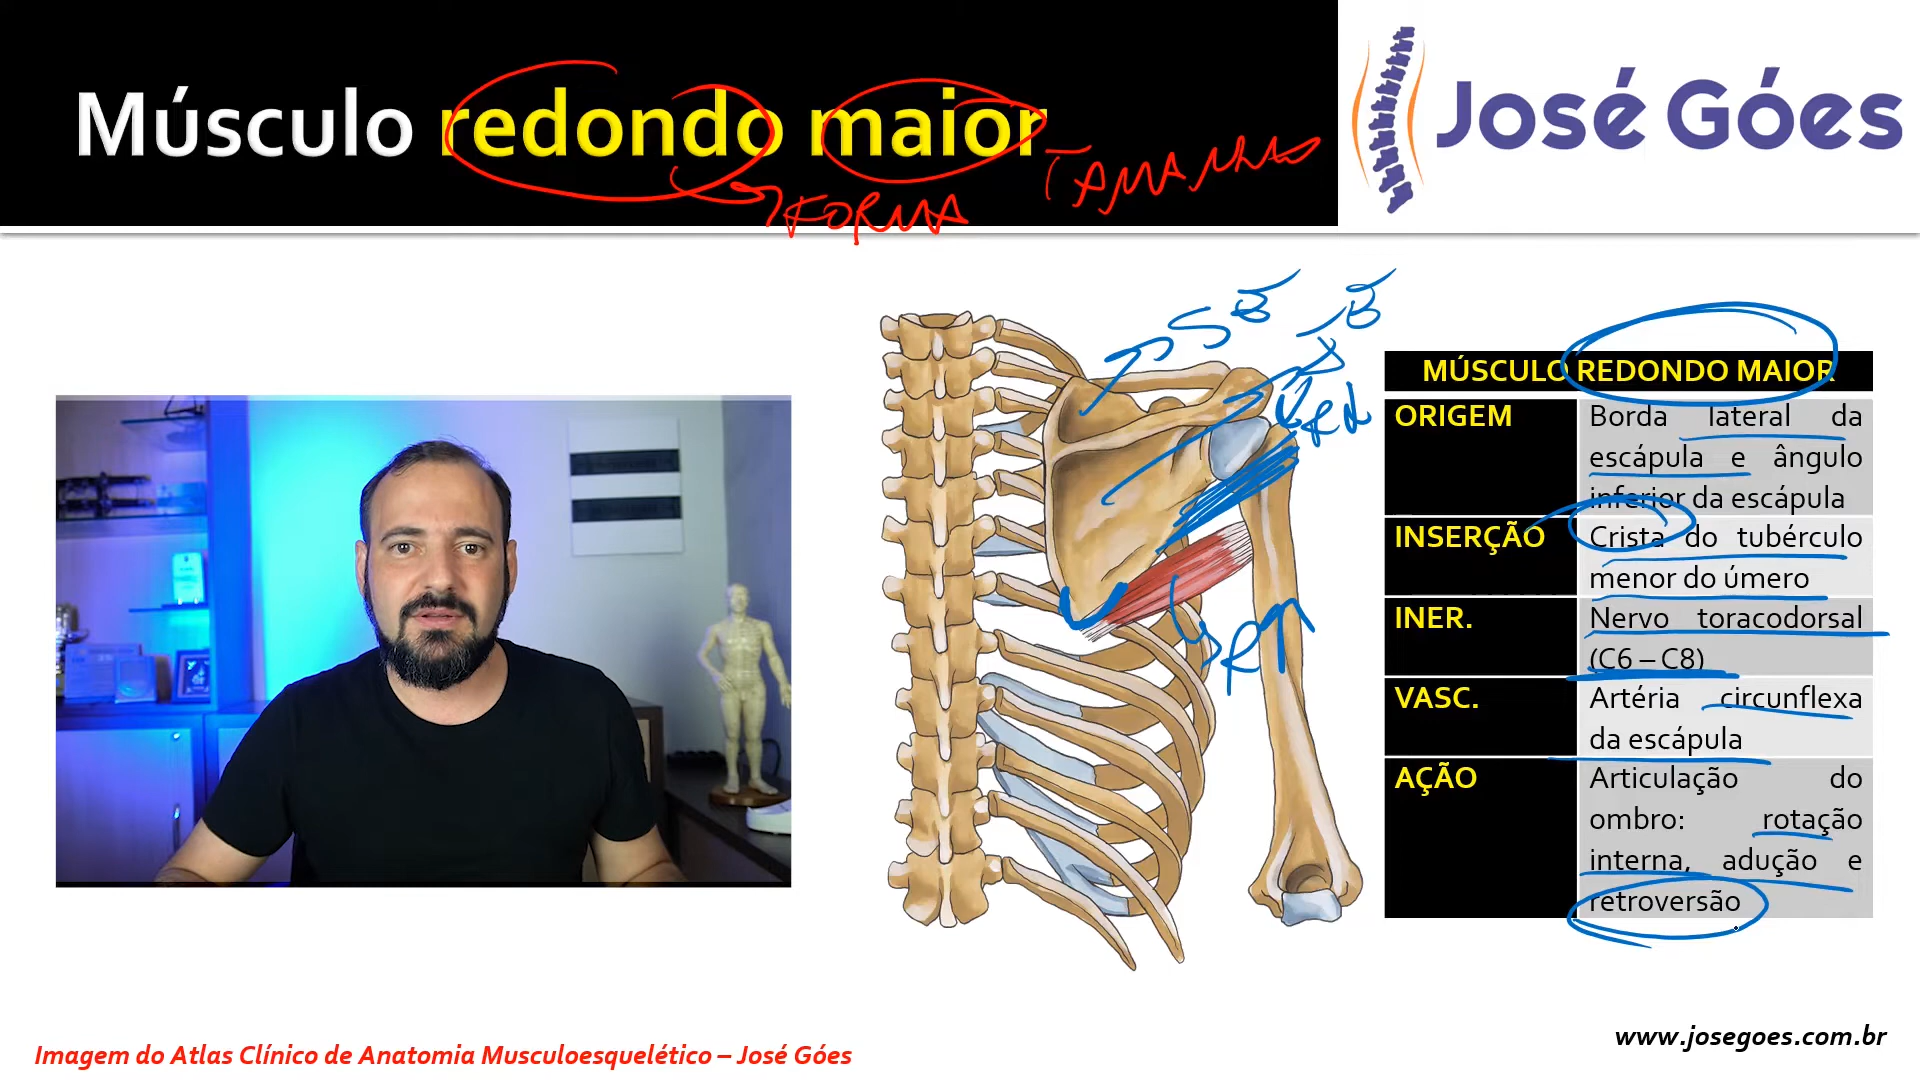 Músculo redondo maior
José Góes
FORMA
TAMANHO
MÚSCULO REDONDO MAIOR
ORIGEM
Borda lateral da
escápula e ângulo
inferior da escápula
INSERÇÃO
Crista do tubérculo
menor do úmero
INER.
Nervo toracodorsal
(C6 – C8)
VASC.
Artéria circunflexa
da escápula
AÇÃO
Articulação do
ombro: rotação
interna, adução e
retroversão
www.josegoes.com.br
Imagem do Atlas Clínico de Anatomia Musculoesquelético – José Góes